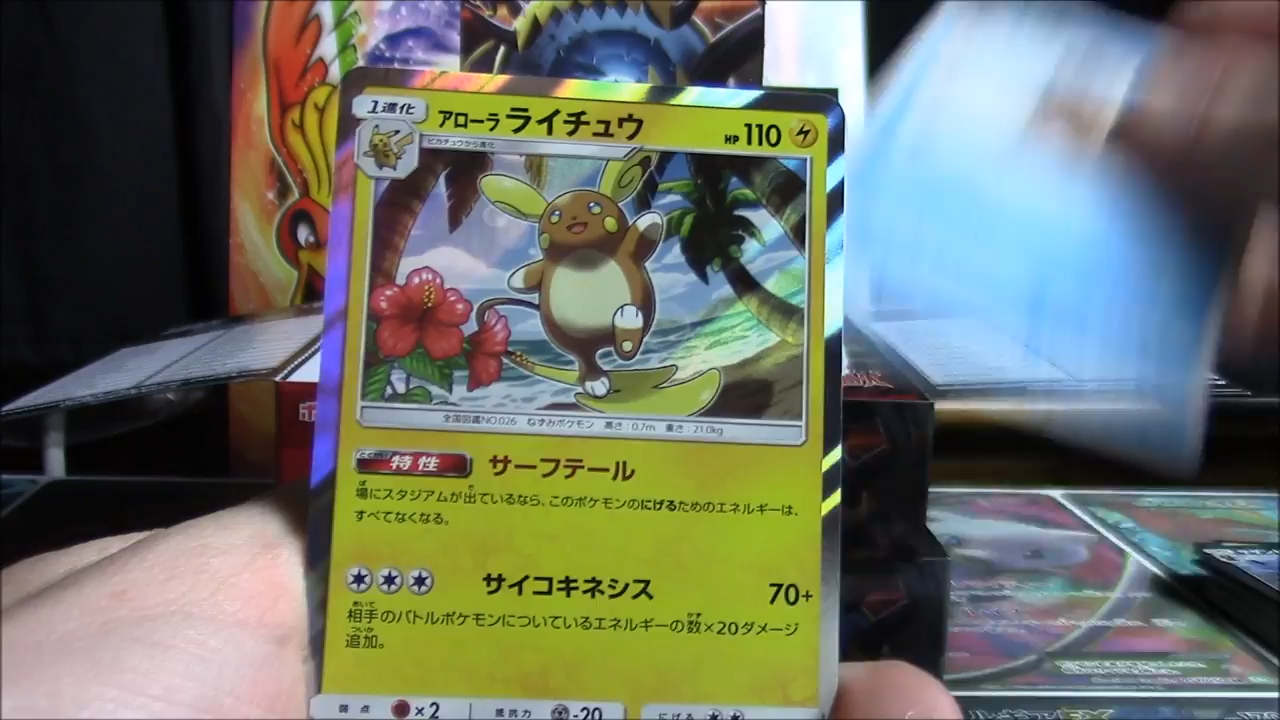 1進化
アローラ ライチュウ HP 110
ピカチュウから進化
全国図鑑NO.026 ねずみポケモン 高さ:0.7m 重さ:21.0kg
特性 サーフテール
場にスタジアムが出ているなら、このポケモンのにげるためのエネルギーは、
すべてなくなる。
サイコキネシス 70+
相手のバトルポケモンについているエネルギーの数×20ダメージ
追加。
弱点 ×2 抵抗力 -20 にげる